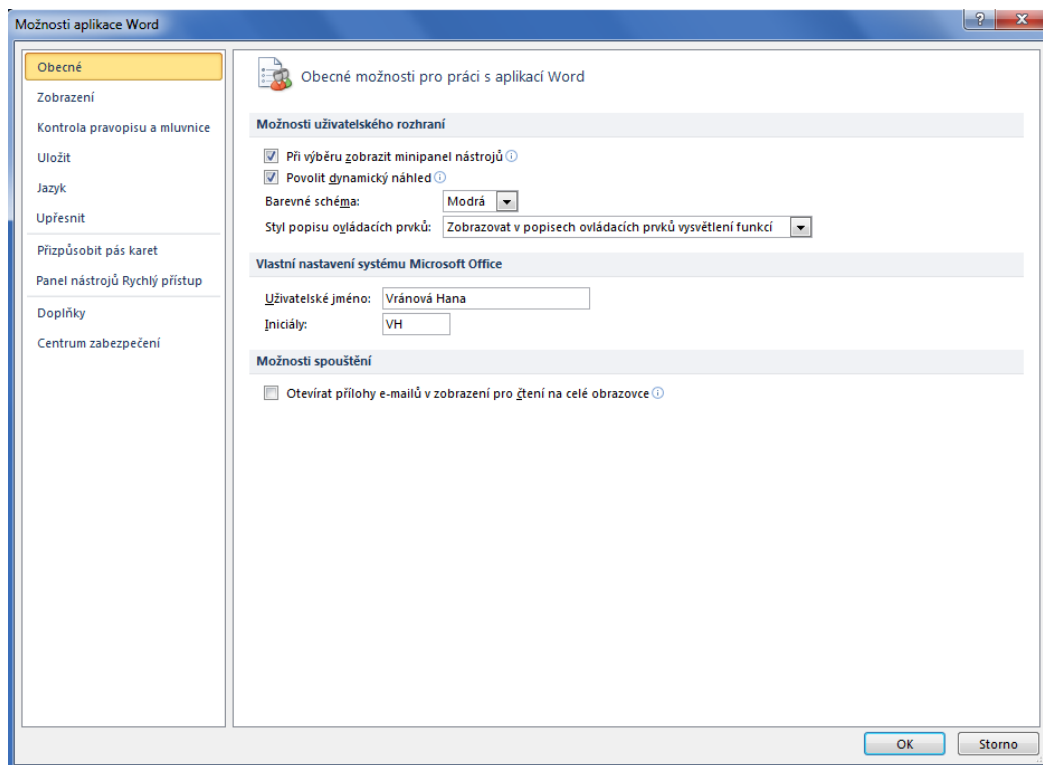 Možnosti aplikace Word
Obecné
Zobrazení
Kontrola pravopisu a mluvnice
Uložit
Jazyk
Upřesnit
Přizpůsobit pás karet
Panel nástrojů Rychlý přístup
Doplňky
Centrum zabezpečení
Obecné možnosti pro práci s aplikací Word
Možnosti uživatelského rozhraní
Při výběru zobrazit minipanel nástrojů
Povolit dynamický náhled
Barevné schéma: Modrá
Styl popisu ovládacích prvků: Zobrazovat v popisech ovládacích prvků vysvětlení funkcí
Vlastní nastavení systému Microsoft Office
Uživatelské jméno: Vránová Hana
Iniciály: VH
Možnosti spouštění
Otevírat přílohy e-mailů v zobrazení pro čtení na celé obrazovce
OK Storno